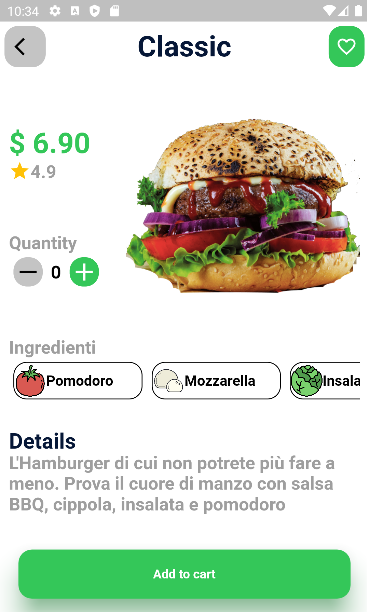 10:34
Classic
$ 6.90
4.9
Quantity
0
Ingredienti
Pomodoro
Mozzarella
Insala
Details
L'Hamburger di cui non potrete più fare a
meno. Prova il cuore di manzo con salsa
BBQ, cippola, insalata e pomodoro
Add to cart